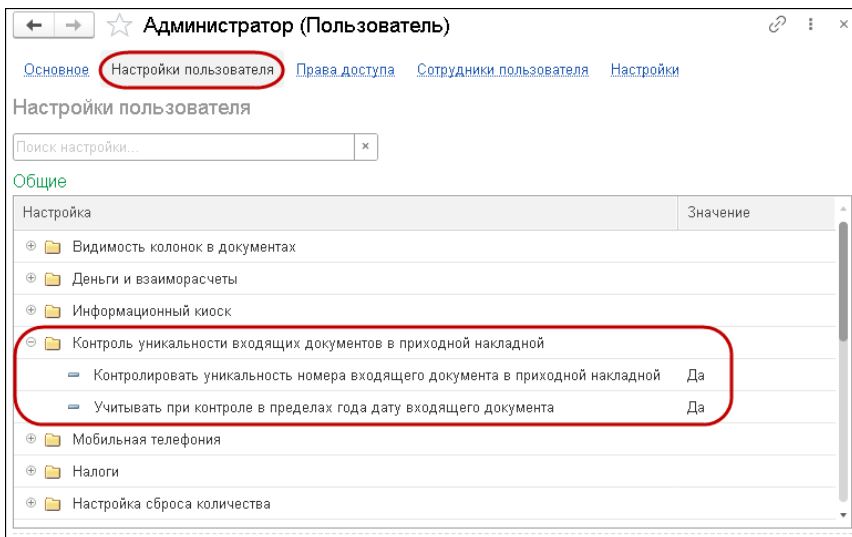 Администратор (Пользователь)
Основное Настройки пользователя Права доступа Сотрудники пользователя Настройки
Настройки пользователя
Поиск настройки...
Общие
Настройка Значение
Видимость колонок в документах
Деньги и взаиморасчеты
Информационный киоск
Контроль уникальности входящих документов в приходной накладной
Контролировать уникальность номера входящего документа в приходной накладной Да
Учитывать при контроле в пределах года дату входящего документа Да
Мобильная телефония
Налоги
Настройка сброса количества